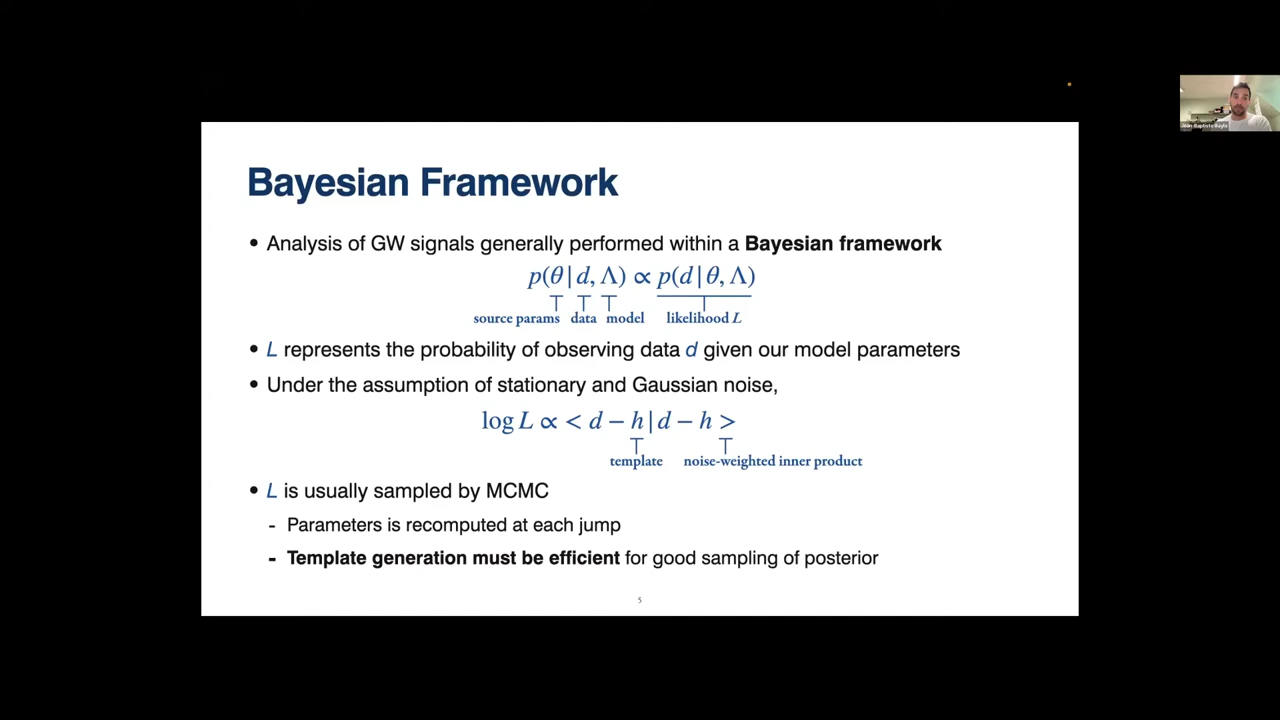 Bayesian Framework
• Analysis of GW signals generally performed within a Bayesian framework
p(θ | d, Λ) ∝ p(d | θ, Λ)
source params data model likelihood L
• L represents the probability of observing data d given our model parameters
• Under the assumption of stationary and Gaussian noise,
log L ∝ < d − h | d − h >
template noise-weighted inner product
• L is usually sampled by MCMC
- Parameters is recomputed at each jump
- Template generation must be efficient for good sampling of posterior
5